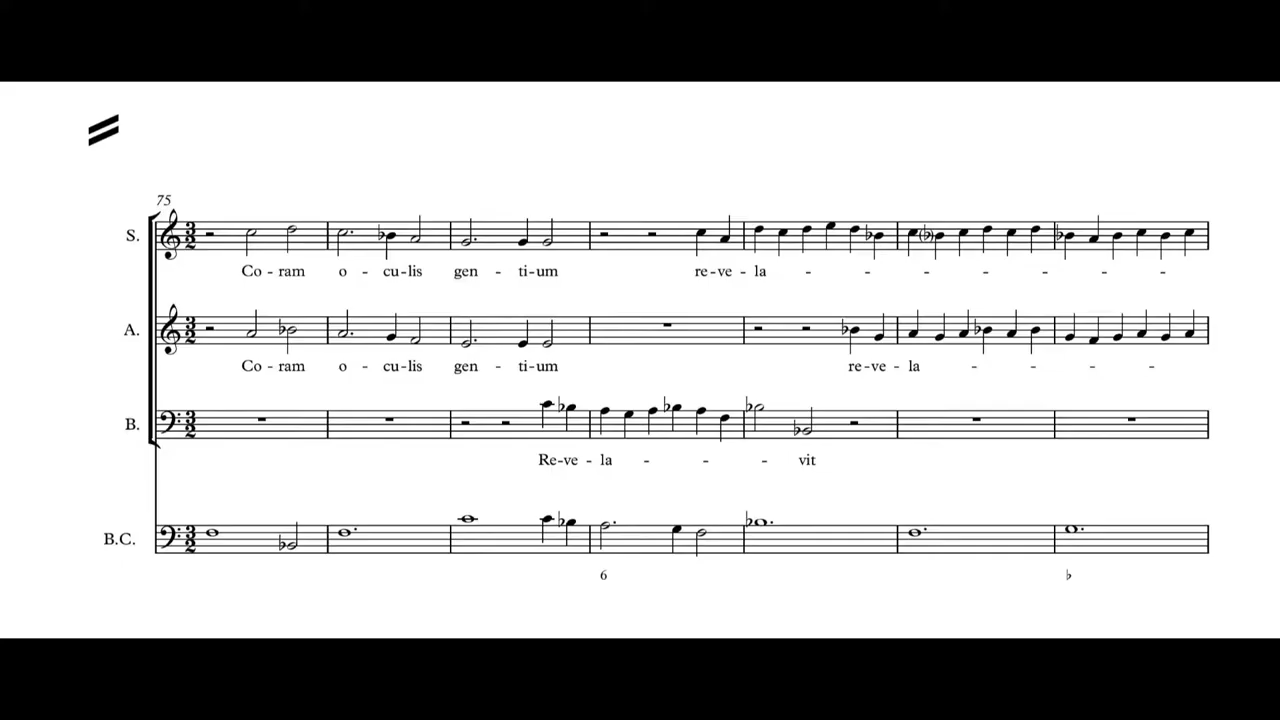 75
S.
Co - ram o - cu - lis gen - ti - um re - ve - la - - - - - - - - -
A.
Co - ram o - cu - lis gen - ti - um re - ve - la - - - - -
B.
Re - ve - la - - - vit
B.C.
6 ♭